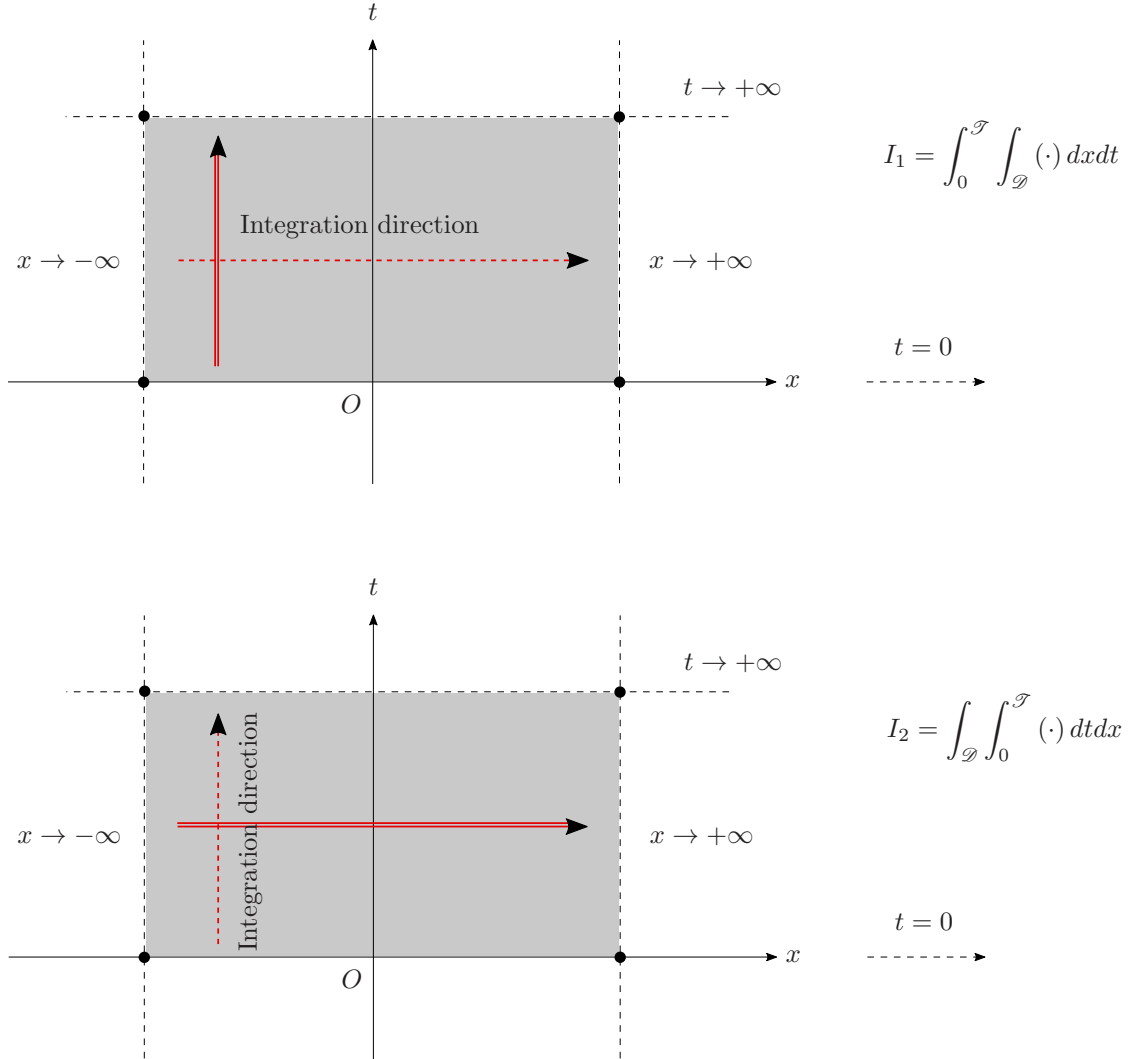 t
t → +∞
I₁ = ∫₀^𝒯 ∫_𝒟 (·) dxdt
Integration direction
x → −∞
x → +∞
t = 0
x
O
t
t → +∞
I₂ = ∫_𝒟 ∫₀^𝒯 (·) dtdx
Integration direction
x → −∞
x → +∞
t = 0
x
O